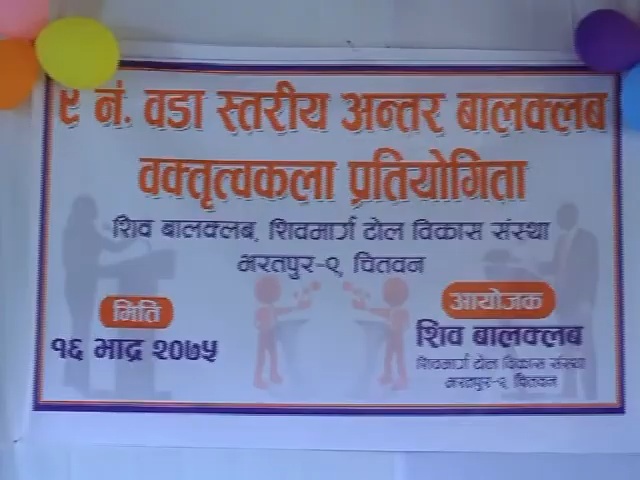 ९ नं. वडा स्तरीय अन्तर बालक्लब
वक्तृत्वकला प्रतियोगिता
शिव बालक्लब, शिवमार्ग टोल विकास संस्था
भरतपुर-९, चितवन
मिति
१६ भाद्र २०७५
आयोजक
शिव बालक्लब
शिवमार्ग टोल विकास संस्था
भरतपुर-९, चितवन